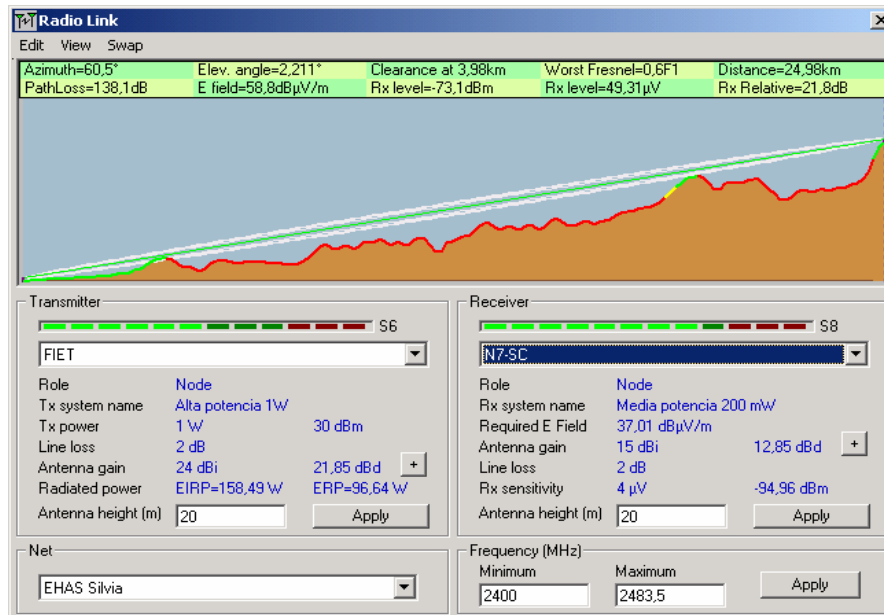 Radio Link
Edit View Swap
Azimuth=60,5° Elev. angle=2,211° Clearance at 3,98km Worst Fresnel=0,6F1 Distance=24,98km
PathLoss=138,1dB E field=58,8dBµV/m Rx level=-73,1dBm Rx level=49,31µV Rx Relative=21,8dB
Transmitter
S6
FIET
Role Node
Tx system name Alta potencia 1W
Tx power 1 W 30 dBm
Line loss 2 dB
Antenna gain 24 dBi 21,85 dBd +
Radiated power EIRP=158,49 W ERP=96,64 W
Antenna height (m) 20 Apply
Receiver
S8
N7-SC
Role Node
Rx system name Media potencia 200 mW
Required E Field 37,01 dBµV/m
Antenna gain 15 dBi 12,85 dBd +
Line loss 2 dB
Rx sensitivity 4 µV -94,96 dBm
Antenna height (m) 20 Apply
Net
EHAS Silvia
Frequency (MHz)
Minimum Maximum
2400 2483,5 Apply